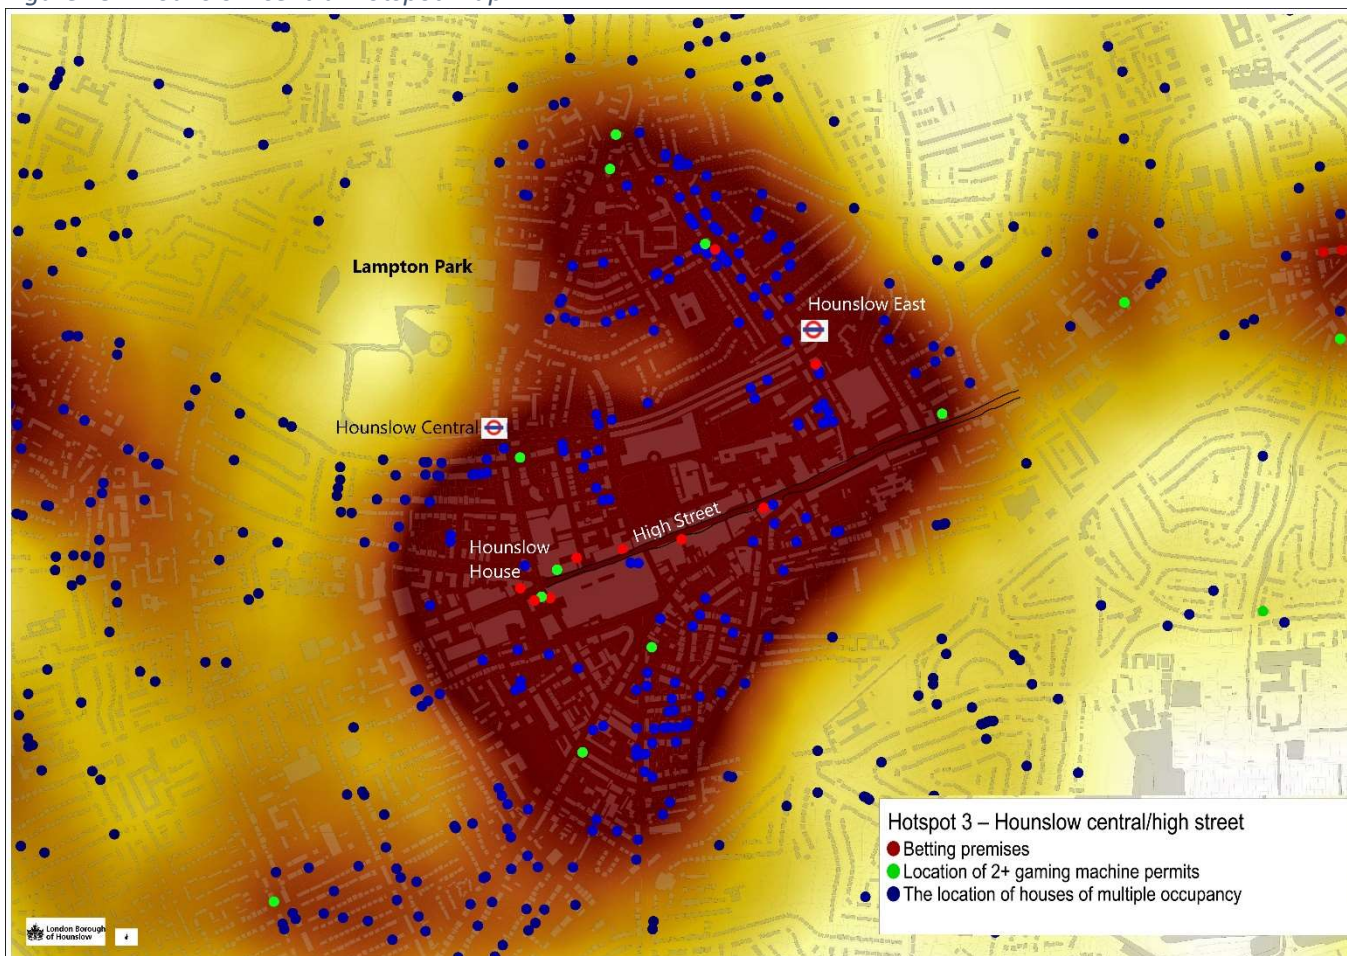 Lampton Park
Hounslow East
Hounslow Central
High Street
Hounslow
House
Hotspot 3 – Hounslow central/high street
Betting premises
Location of 2+ gaming machine permits
The location of houses of multiple occupancy
London Borough
of Hounslow